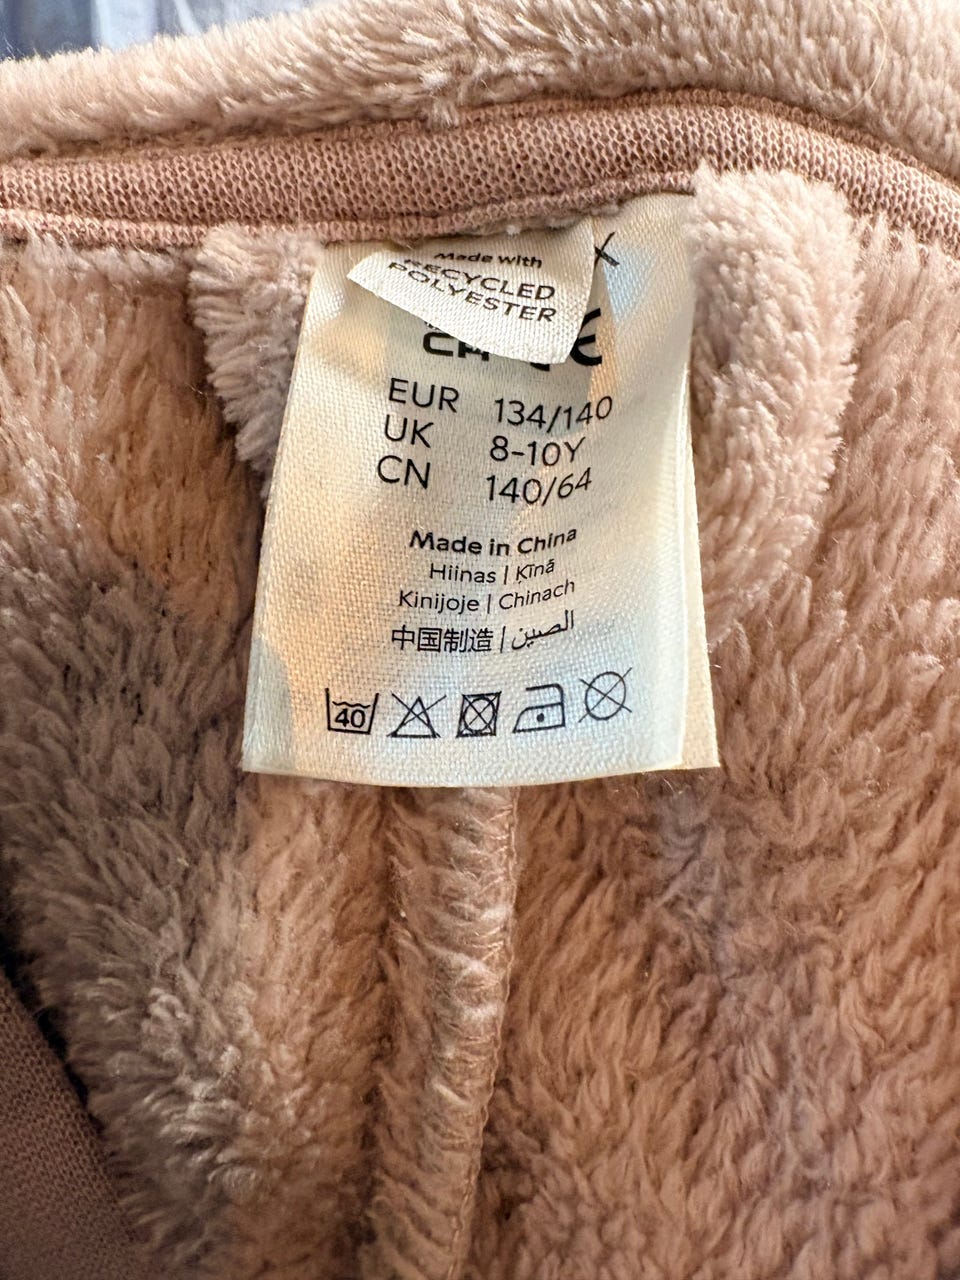 Made with
RECYCLED
POLYESTER
EUR 134/140
UK 8-10Y
CN 140/64
Made in China
Hiinas | Ķīnā
Kinijoje | Chinach
中国制造 | الصين
40